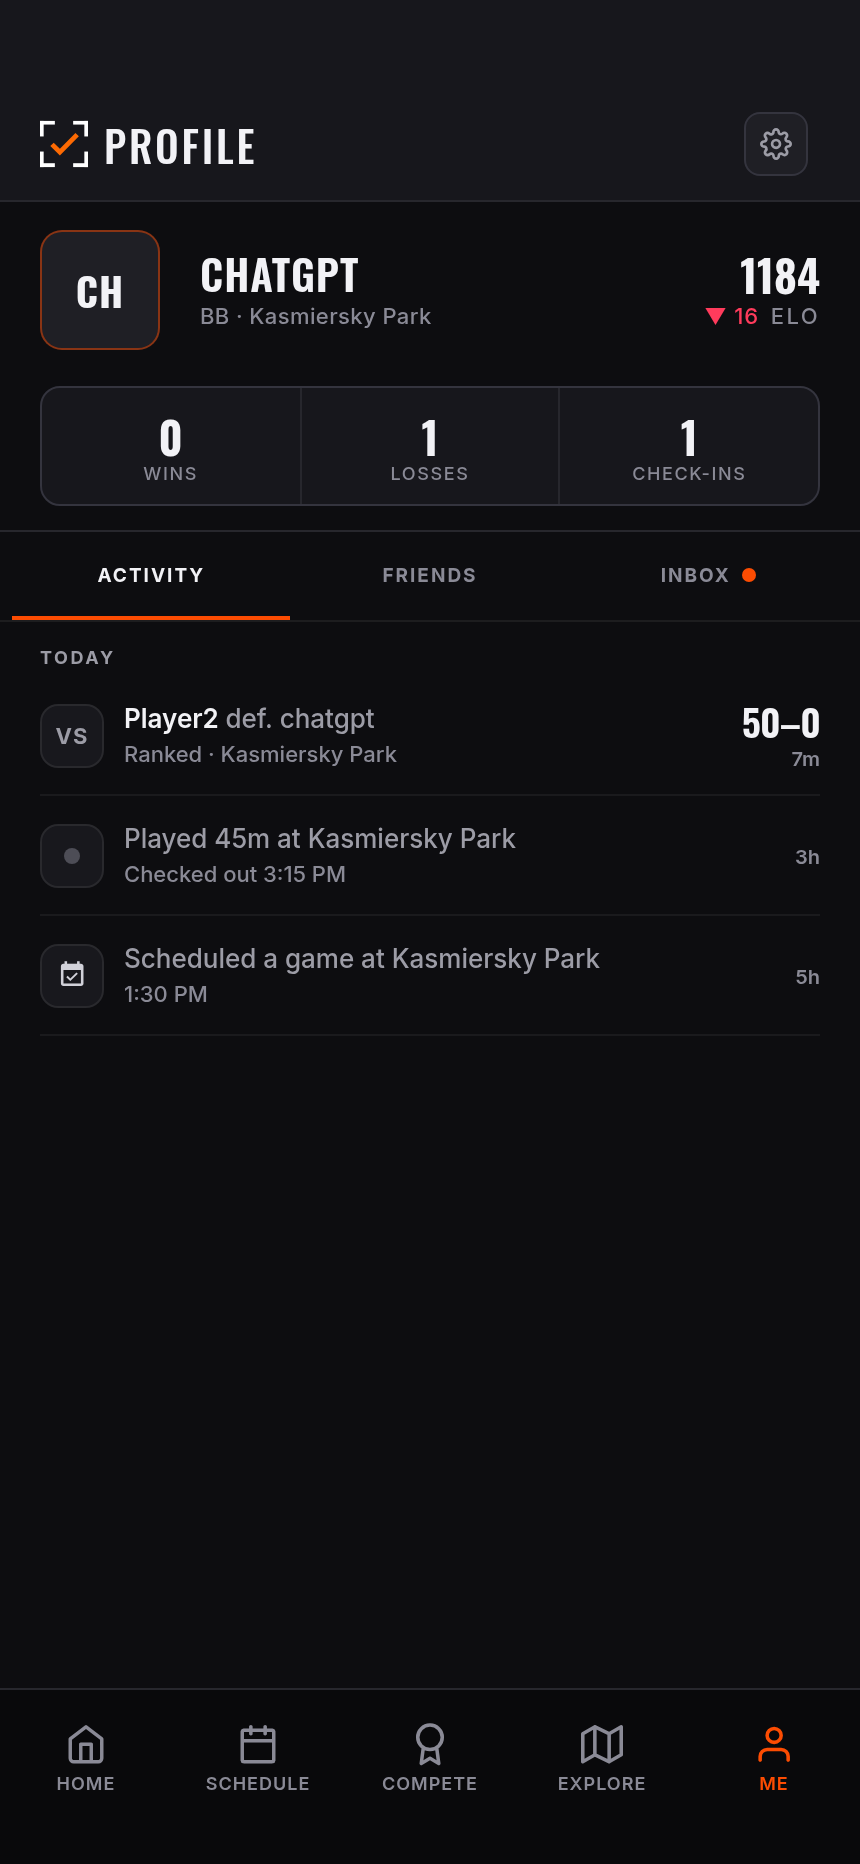 PROFILE
CH
CHATGPT
BB · Kasmiersky Park
1184
▼ 16 ELO
0
WINS
1
LOSSES
1
CHECK-INS
ACTIVITY
FRIENDS
INBOX
TODAY
VS
Player2 def. chatgpt
Ranked · Kasmiersky Park
50–0
7m
Played 45m at Kasmiersky Park
Checked out 3:15 PM
3h
Scheduled a game at Kasmiersky Park
1:30 PM
5h
HOME
SCHEDULE
COMPETE
EXPLORE
ME